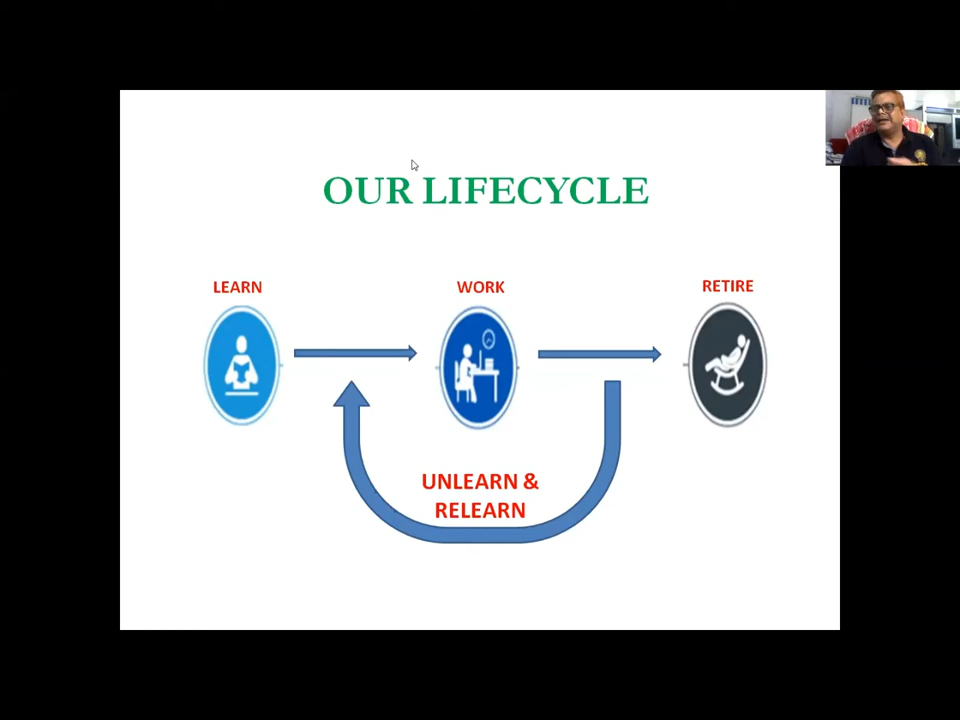 OUR LIFECYCLE
LEARN
WORK
RETIRE
UNLEARN &
RELEARN